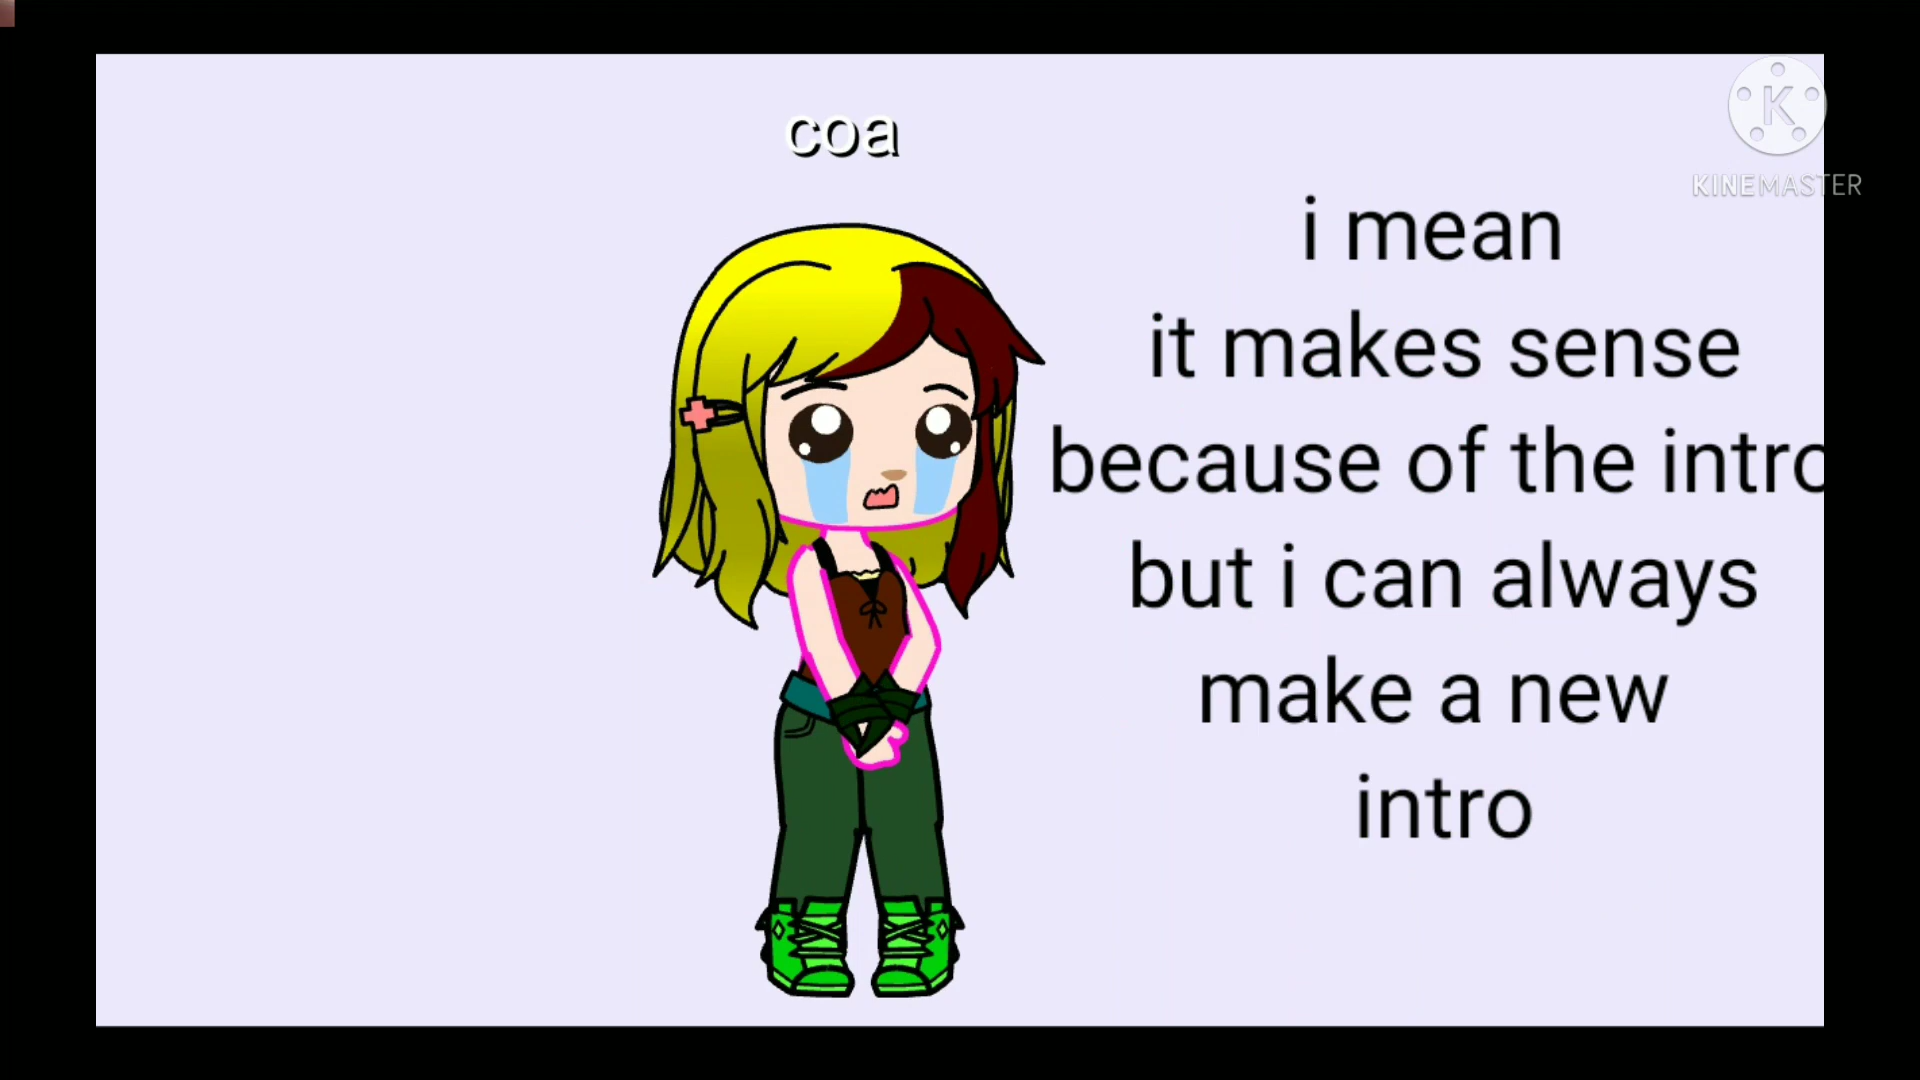 coa
K
KINEMASTER
i mean
it makes sense
because of the intro
but i can always
make a new
intro